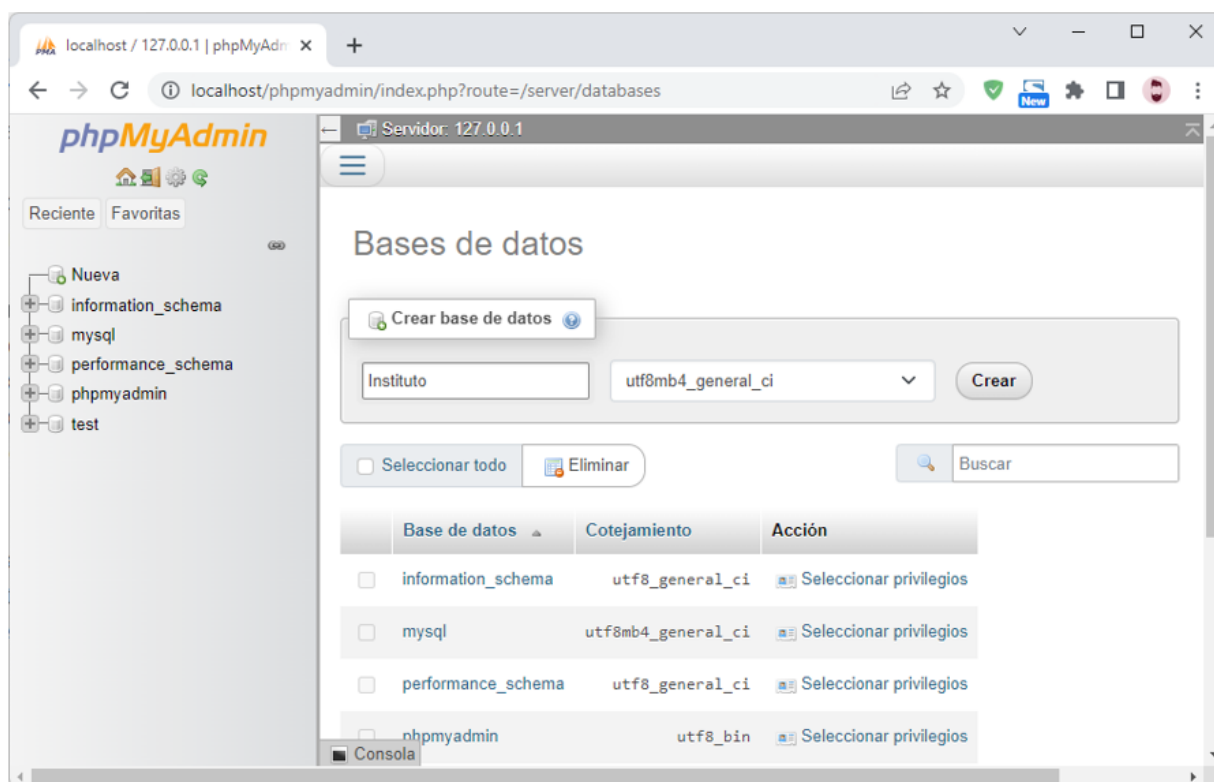 localhost / 127.0.0.1 | phpMyAdm
localhost/phpmyadmin/index.php?route=/server/databases
New
phpMyAdmin
Reciente Favoritas
Nueva
information_schema
mysql
performance_schema
phpmyadmin
test
Servidor: 127.0.0.1
Bases de datos
Crear base de datos
Instituto utf8mb4_general_ci Crear
Seleccionar todo Eliminar Buscar
Base de datos Cotejamiento Acción
information_schema utf8_general_ci Seleccionar privilegios
mysql utf8mb4_general_ci Seleccionar privilegios
performance_schema utf8_general_ci Seleccionar privilegios
phpmyadmin utf8_bin Seleccionar privilegios
Consola